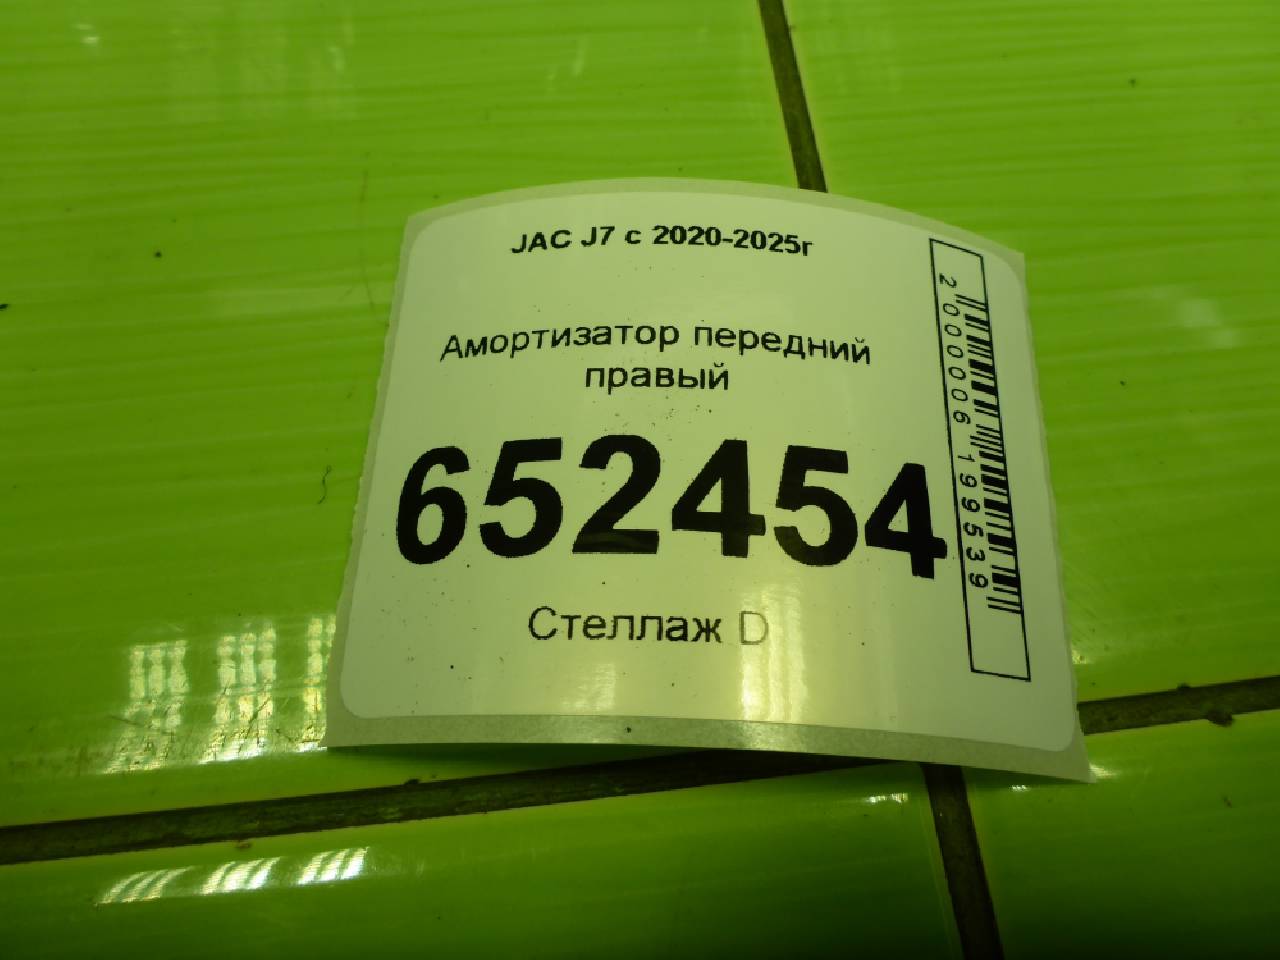 JAC J7 с 2020-2025г
Амортизатор передний
правый
652454
Стеллаж D
2000006199539